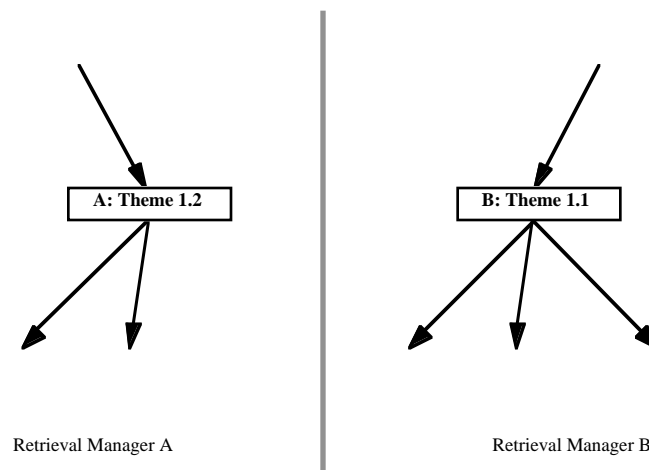 A: Theme 1.2
B: Theme 1.1
Retrieval Manager A
Retrieval Manager B